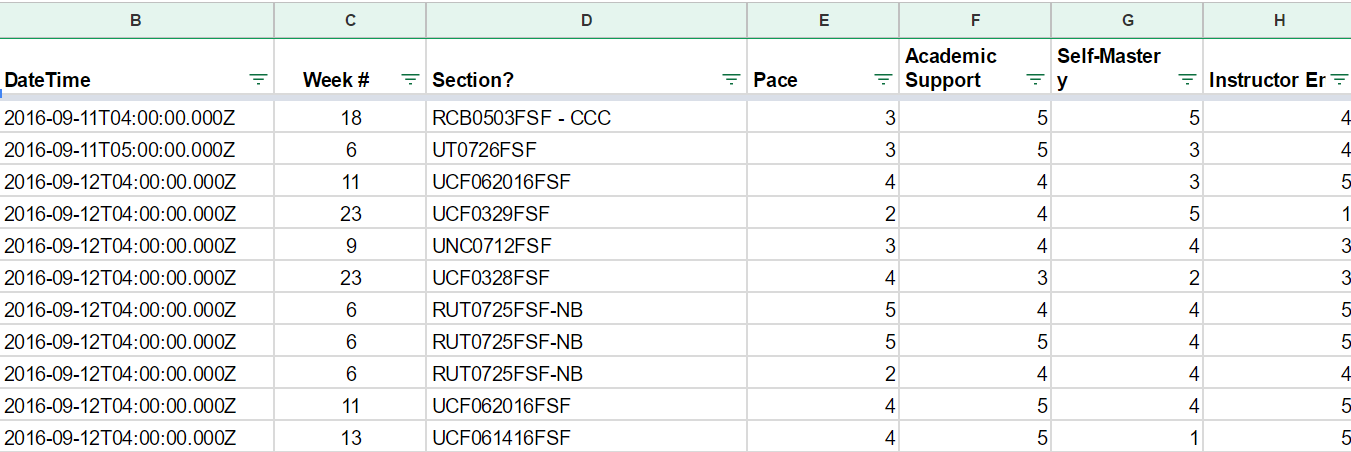 B C D E F G H
DateTime Week # Section? Pace Academic Support Self-Master y Instructor Er
2016-09-11T04:00:00.000Z 18 RCB0503FSF - CCC 3 5 5 4
2016-09-11T05:00:00.000Z 6 UT0726FSF 3 5 3 4
2016-09-12T04:00:00.000Z 11 UCF062016FSF 4 4 3 5
2016-09-12T04:00:00.000Z 23 UCF0329FSF 2 4 5 1
2016-09-12T04:00:00.000Z 9 UNC0712FSF 3 4 4 3
2016-09-12T04:00:00.000Z 23 UCF0328FSF 4 3 2 3
2016-09-12T04:00:00.000Z 6 RUT0725FSF-NB 5 4 4 5
2016-09-12T04:00:00.000Z 6 RUT0725FSF-NB 5 5 4 5
2016-09-12T04:00:00.000Z 6 RUT0725FSF-NB 2 4 4 4
2016-09-12T04:00:00.000Z 11 UCF062016FSF 4 5 4 5
2016-09-12T04:00:00.000Z 13 UCF061416FSF 4 5 1 5